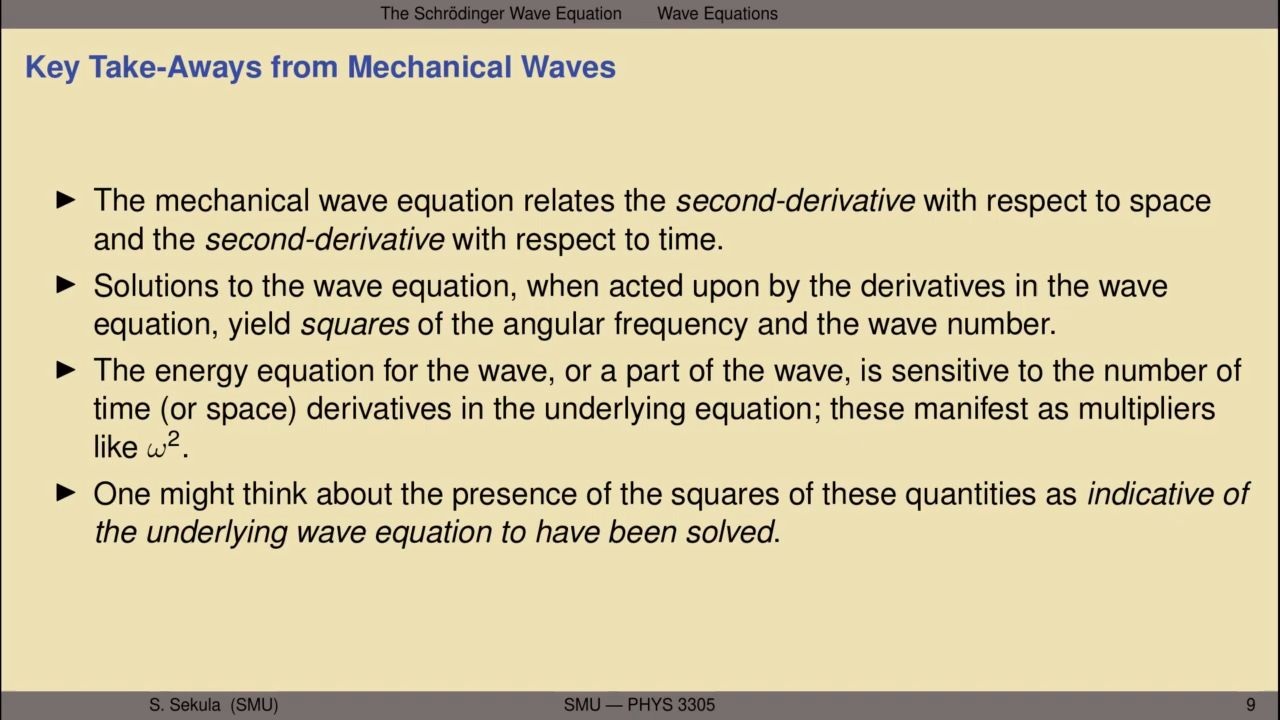 The Schrödinger Wave Equation Wave Equations
Key Take-Aways from Mechanical Waves
▶ The mechanical wave equation relates the second-derivative with respect to space
and the second-derivative with respect to time.
▶ Solutions to the wave equation, when acted upon by the derivatives in the wave
equation, yield squares of the angular frequency and the wave number.
▶ The energy equation for the wave, or a part of the wave, is sensitive to the number of
time (or space) derivatives in the underlying equation; these manifest as multipliers
like ω².
▶ One might think about the presence of the squares of these quantities as indicative of
the underlying wave equation to have been solved.
S. Sekula (SMU) SMU — PHYS 3305 9